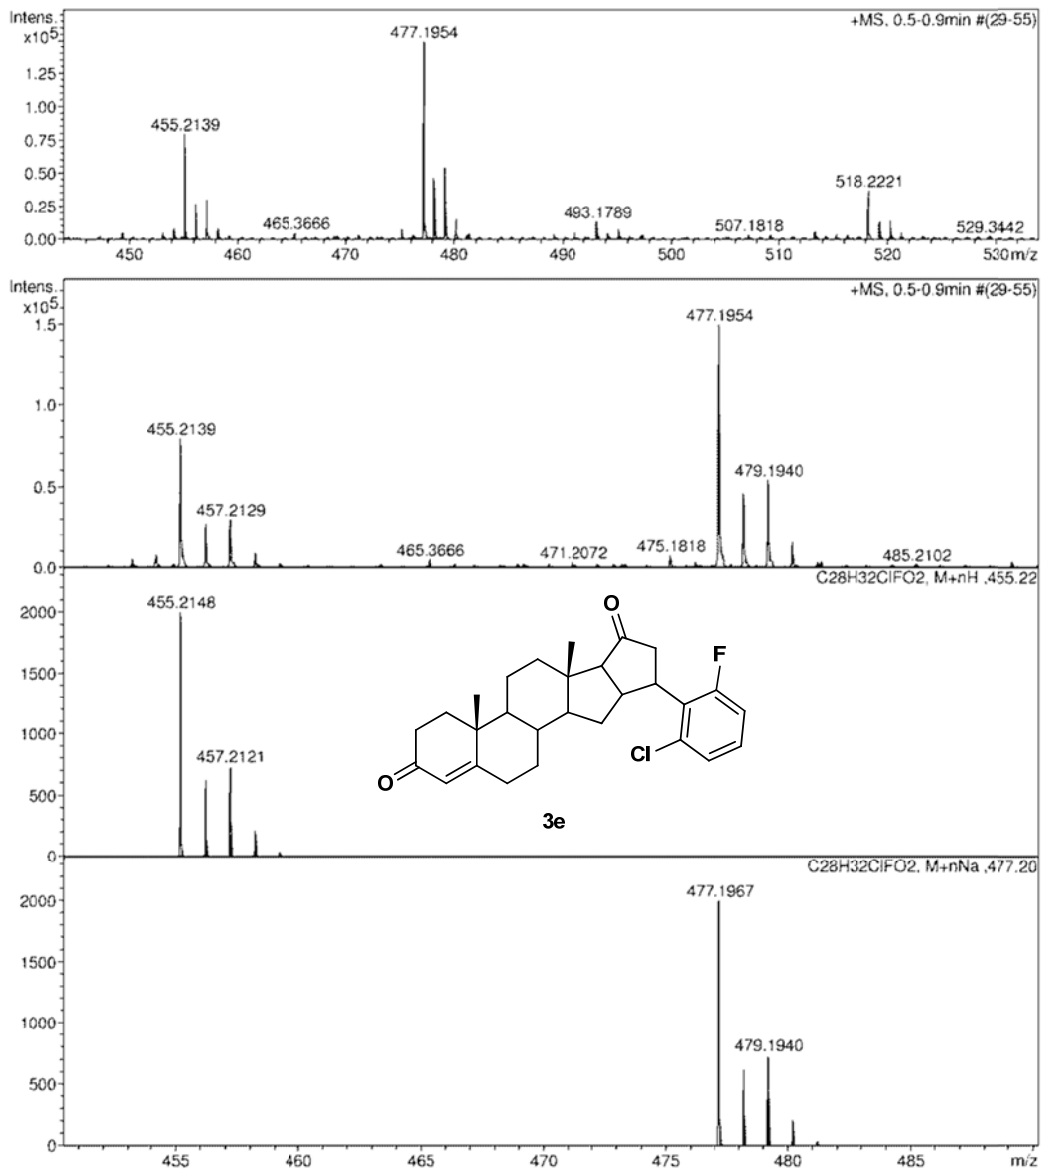 Intens.
x10⁵
+MS, 0.5-0.9min #(29-55)
477.1954
1.25
1.00
455.2139
0.75
0.50
518.2221
0.25
465.3666
493.1789
507.1818
529.3442
0.00
450 460 470 480 490 500 510 520 530 m/z
Intens.
x10⁵
+MS, 0.5-0.9min #(29-55)
477.1954
1.5
1.0
455.2139
479.1940
0.5
457.2129
465.3666
471.2072
475.1818
485.2102
0.0
C28H32ClFO2, M+nH ,455.22
455.2148
2000
O
F
1500
457.2121
1000
Cl
O
500
3e
0
C28H32ClFO2, M+nNa ,477.20
477.1967
2000
1500
1000
479.1940
500
0
455 460 465 470 475 480 485 m/z